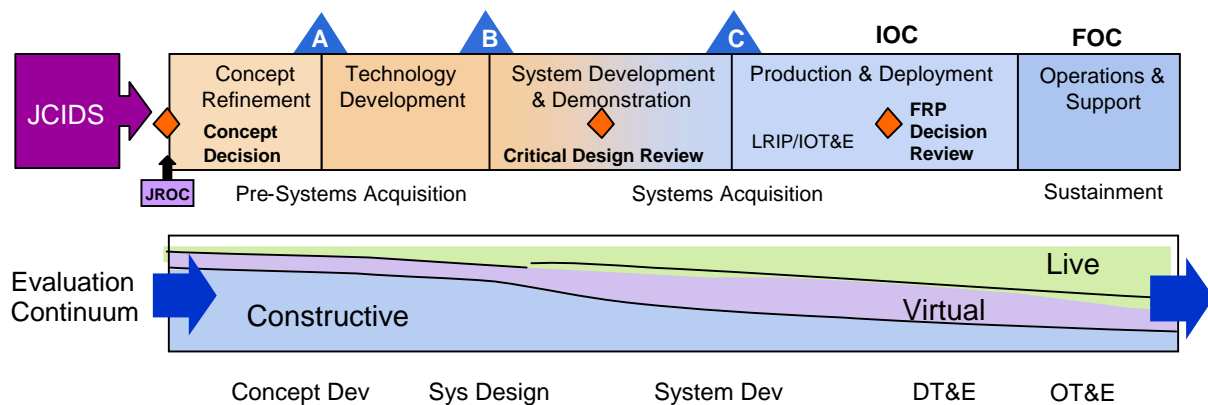 A
B
C
IOC
FOC
JCIDS
Concept
Refinement
Concept
Decision
Technology
Development
System Development
& Demonstration
Critical Design Review
Production & Deployment
LRIP/IOT&E
FRP
Decision
Review
Operations &
Support
JROC
Pre-Systems Acquisition
Systems Acquisition
Sustainment
Evaluation
Continuum
Constructive
Virtual
Live
Concept Dev
Sys Design
System Dev
DT&E
OT&E